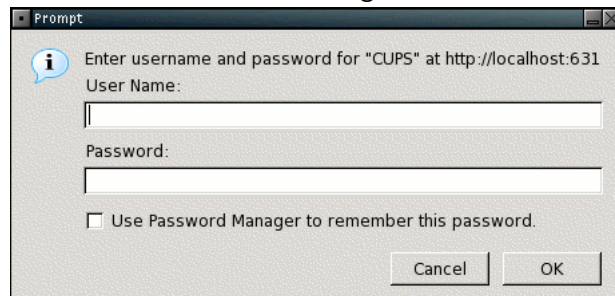 Prompt
Enter username and password for "CUPS" at http://localhost:631
User Name:
Password:
Use Password Manager to remember this password.
Cancel
OK